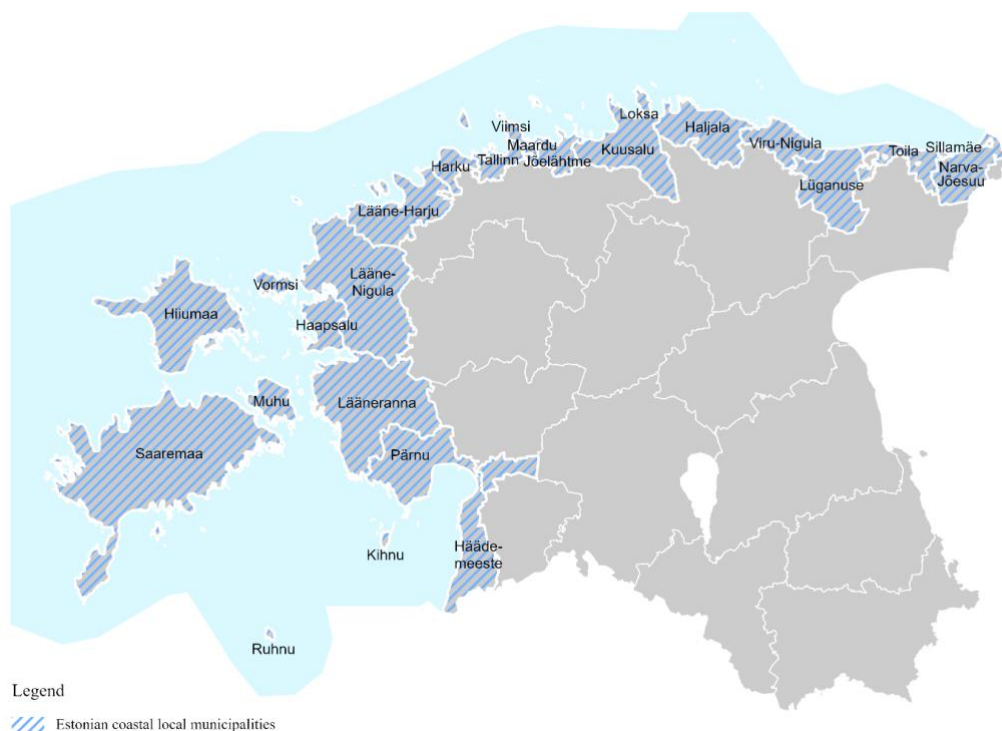 Loksa
Viimsi
Haljala
Maardu
Viru-Nigula
Toila
Sillamäe
Kuusalu
Harku
Tallinn
Jõelähtme
Narva-
Jõesuu
Lüganuse
Lääne-Harju
Lääne-
Nigula
Vormsi
Hiiumaa
Haapsalu
Muhu
Lääneranna
Saaremaa
Pärnu
Kihnu
Hääde-
meeste
Ruhnu
Legend
Estonian coastal local municipalities